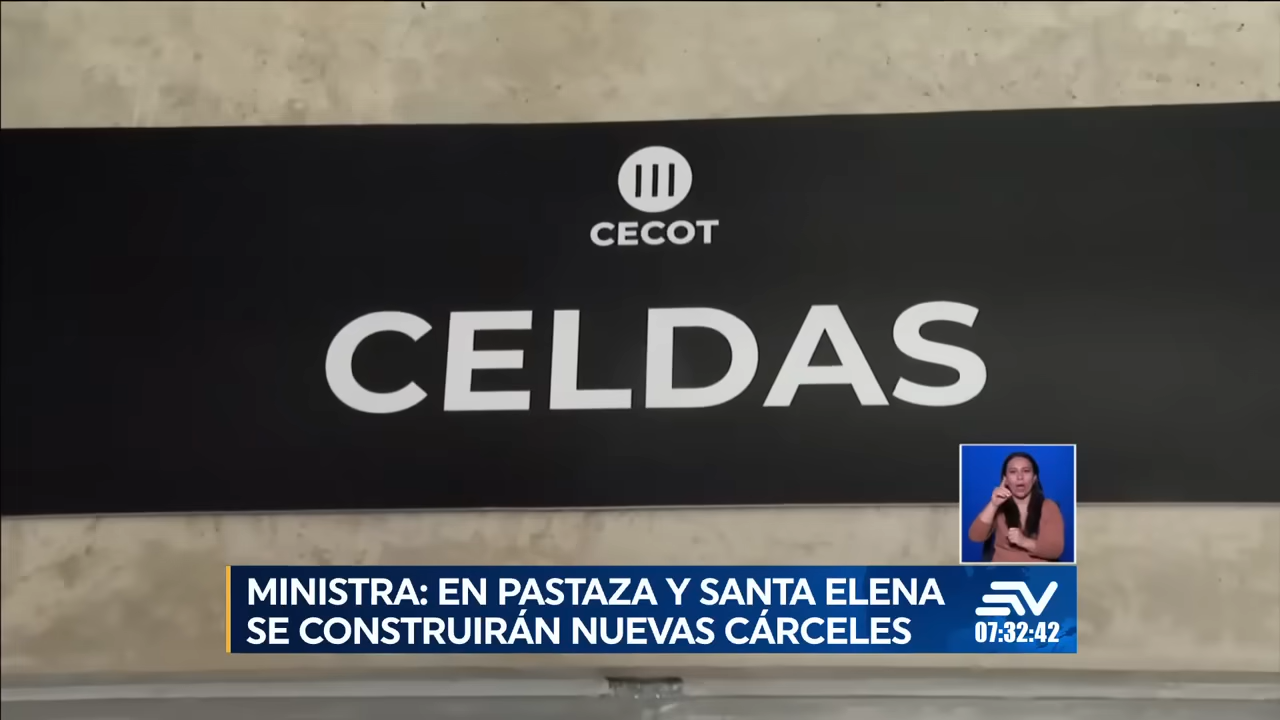 CECOT
CELDAS
MINISTRA: EN PASTAZA Y SANTA ELENA
SE CONSTRUIRÁN NUEVAS CÁRCELES
07:32:42